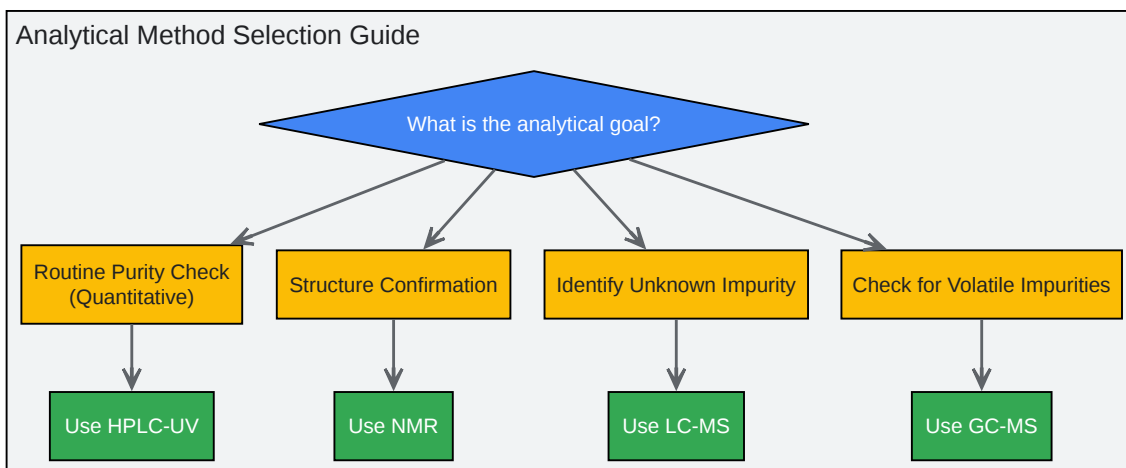 Analytical Method Selection Guide
What is the analytical goal?
Routine Purity Check
(Quantitative)
Structure Confirmation
Identify Unknown Impurity
Check for Volatile Impurities
Use HPLC-UV
Use NMR
Use LC-MS
Use GC-MS